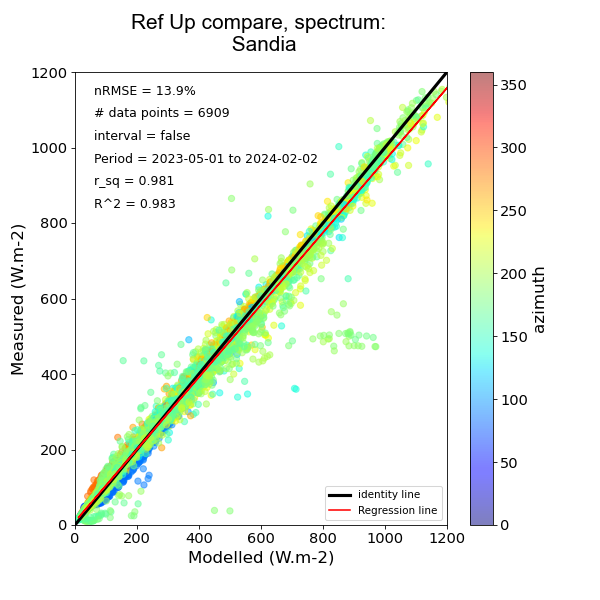 Ref Up compare, spectrum:
Sandia
nRMSE = 13.9%
# data points = 6909
interval = false
Period = 2023-05-01 to 2024-02-02
r_sq = 0.981
R^2 = 0.983
1200
1000
800
600
400
200
0
Measured (W.m-2)
0
200
400
600
800
1000
1200
Modelled (W.m-2)
identity line
Regression line
350
300
250
200
150
100
50
0
azimuth